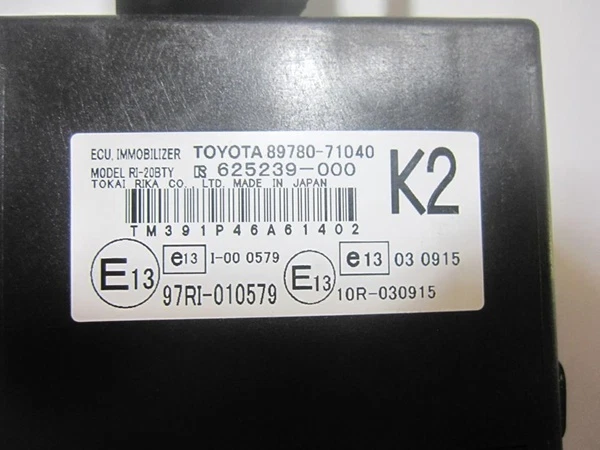 ECU, IMMOBILIZER TOYOTA 89780-71040
MODEL RI-20BTY R 625239-000
TOKAI RIKA CO. LTD. MADE IN JAPAN
K2
TM391P46A61402
E13 e13 I-00 0579
97RI-010579
E13 e13 03 0915
10R-030915